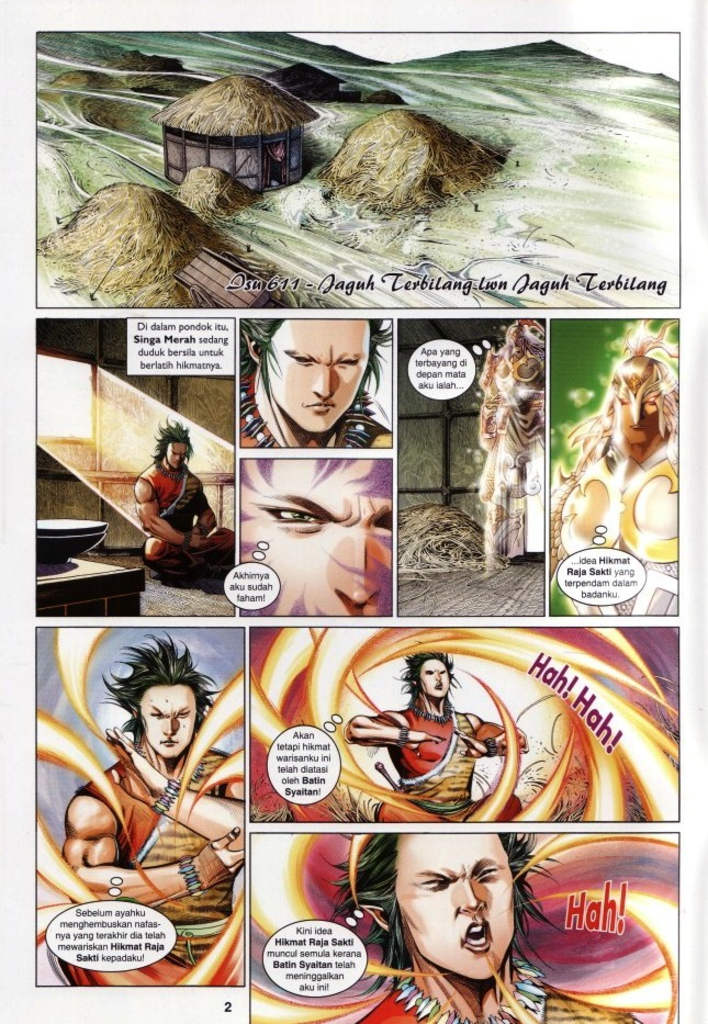 Isu 611 - Jaguh Terbilang lwn Jaguh Terbilang
Di dalam pondok itu,
Singa Merah sedang
duduk bersila untuk
berlatih hikmatnya.
Akhirnya
aku sudah
faham!
Apa yang
terbayang di
depan mata
aku ialah...
...idea Hikmat
Raja Sakti yang
terpendam dalam
badanku.
Sebelum ayahku
menghembuskan nafas-
nya yang terakhir dia telah
mewariskan Hikmat Raja
Sakti kepadaku!
Akan
tetapi hikmat
warisanku ini
telah diatasi
oleh Batin
Syaitan!
Hah! Hah!
Kini idea
Hikmat Raja Sakti
muncul semula kerana
Batin Syaitan telah
meninggalkan
aku ini!
Hah!
2